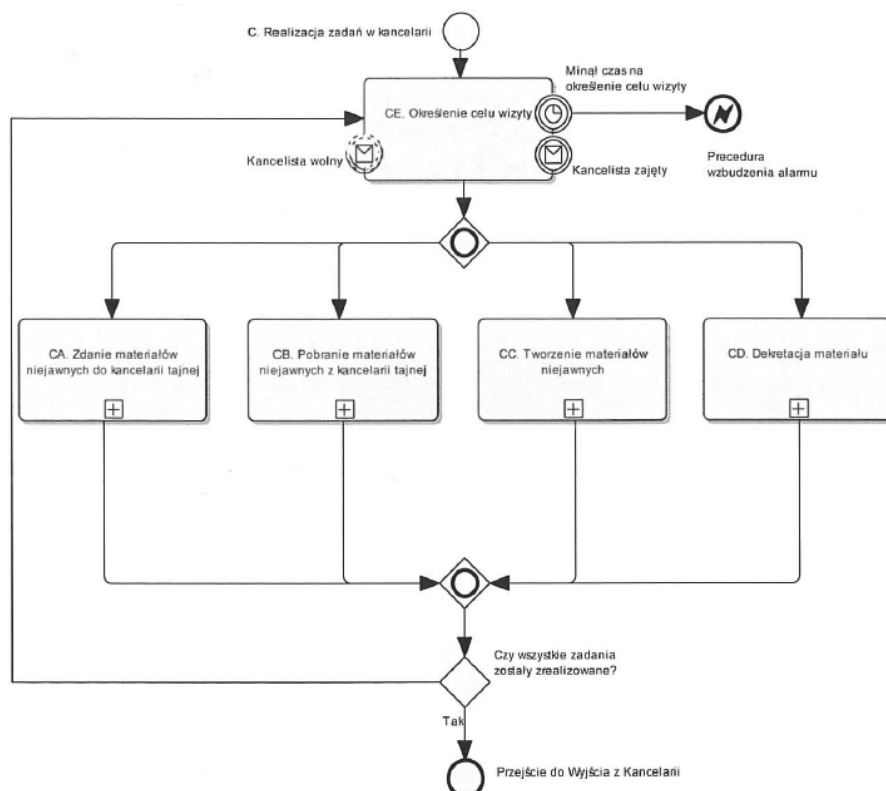 C. Realizacja zadań w kancelarii
Minął czas na
określenie celu wizyty
CE. Określenie celu wizyty
Kancelista wolny
Kancelista zajęty
Precedura
wzbudzenia alarmu
CA. Zdanie materiałów
niejawnych do kancelarii tajnej
CB. Pobranie materiałów
niejawnych z kancelarii tajnej
CC. Tworzenie materiałów
niejawnych
CD. Dekretacja materiału
Czy wszystkie zadania
zostały zrealizowane?
Tak
Przejście do Wyjścia z Kancelarii